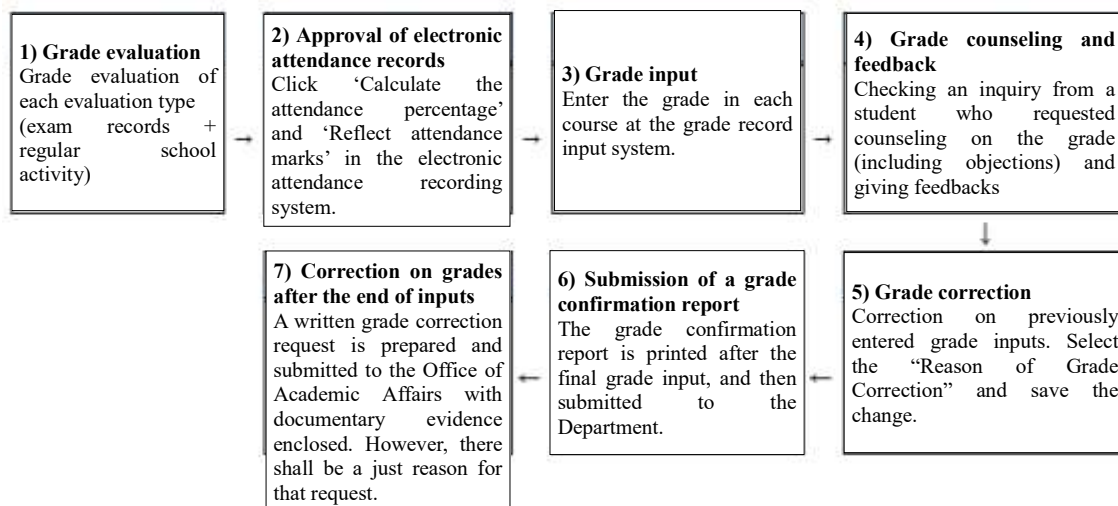 1) Grade evaluation
Grade evaluation of
each evaluation type
(exam records +
regular school
activity)
→
2) Approval of electronic
attendance records
Click ‘Calculate the
attendance percentage’
and ‘Reflect attendance
marks’ in the electronic
attendance recording
system.
→
3) Grade input
Enter the grade in each
course at the grade record
input system.
→
4) Grade counseling and
feedback
Checking an inquiry from a
student who requested
counseling on the grade
(including objections) and
giving feedbacks
↓
5) Grade correction
Correction on previously
entered grade inputs. Select
the “Reason of Grade
Correction” and save the
change.
←
6) Submission of a grade
confirmation report
The grade confirmation
report is printed after the
final grade input, and then
submitted to the
Department.
←
7) Correction on grades
after the end of inputs
A written grade correction
request is prepared and
submitted to the Office of
Academic Affairs with
documentary evidence
enclosed. However, there
shall be a just reason for
that request.